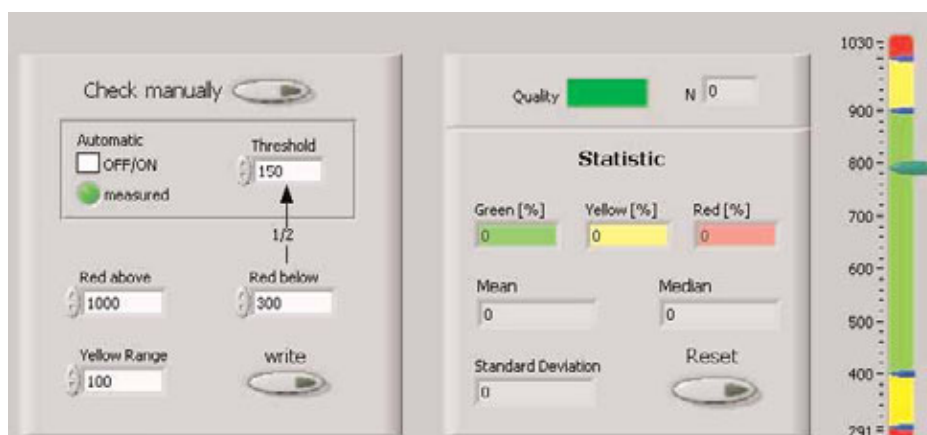 Check manually
Automatic
OFF/ON
measured
Threshold
150
1/2
Red above
1000
Red below
300
Yellow Range
100
write
Quality
N 0
Statistic
Green [%] Yellow [%] Red [%]
0 0 0
Mean Median
0 0
Standard Deviation
0
Reset
1030
900
800
700
600
500
400
291